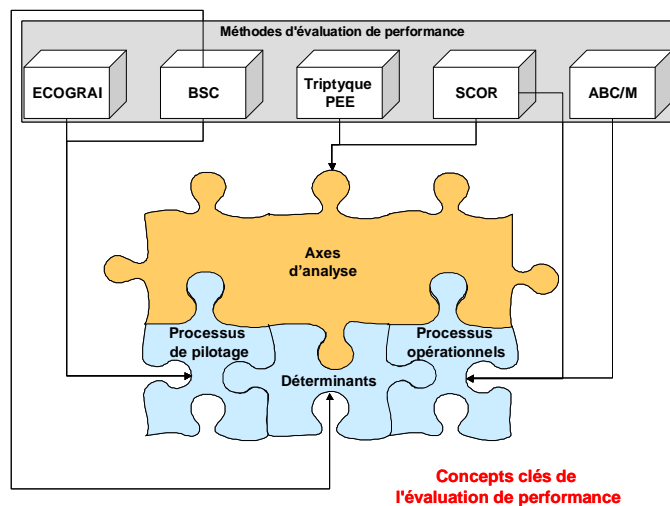 Méthodes d'évaluation de performance
ECOGRAI
BSC
Triptyque
PEE
SCOR
ABC/M
Axes
d'analyse
Processus
de pilotage
Processus
opérationnels
Déterminants
Concepts clés de
l'évaluation de performance